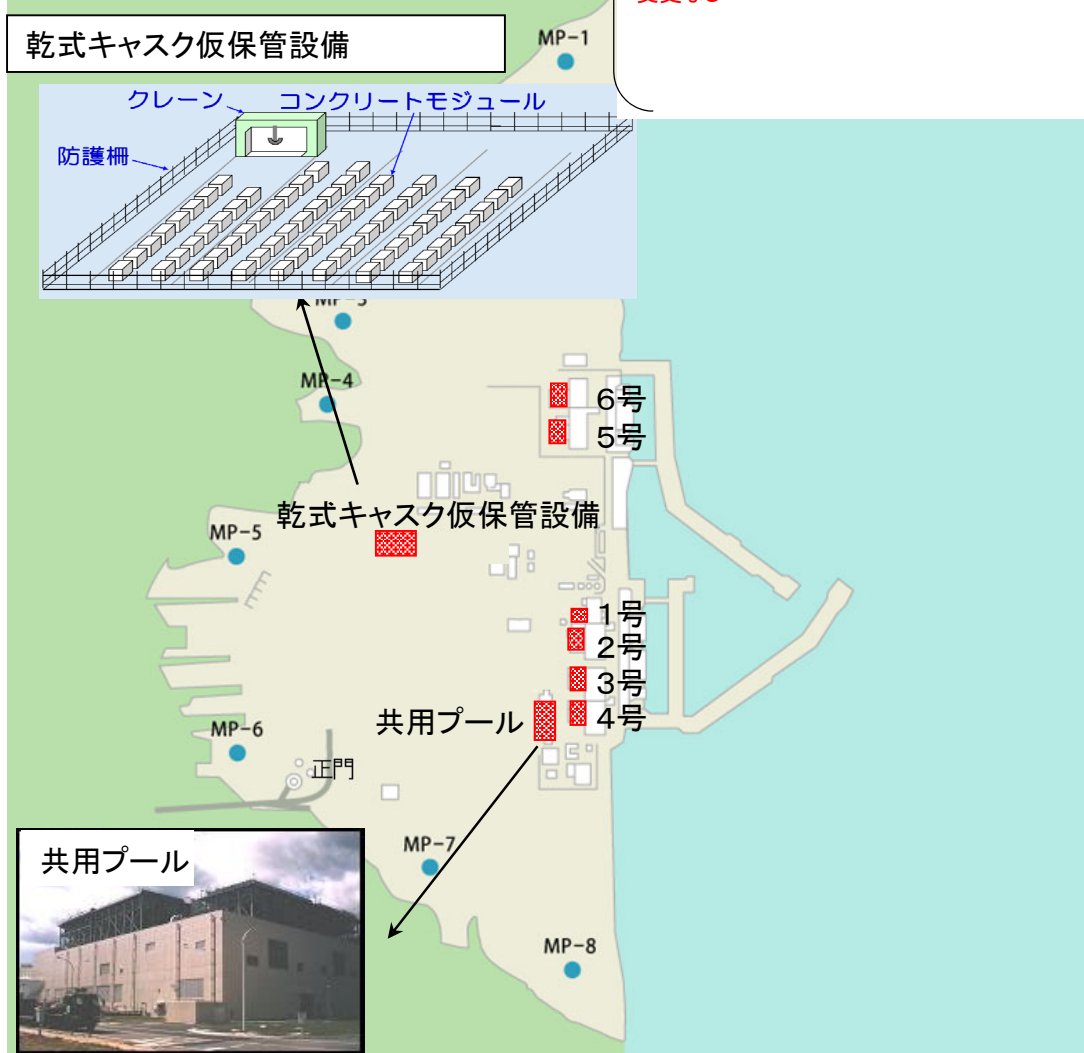 乾式キャスク仮保管設備
MP-1
クレーン
コンクリートモジュール
防護柵
MP-4
6号
5号
乾式キャスク仮保管設備
MP-5
1号
2号
3号
4号
共用プール
MP-6
正門
MP-7
共用プール
MP-8